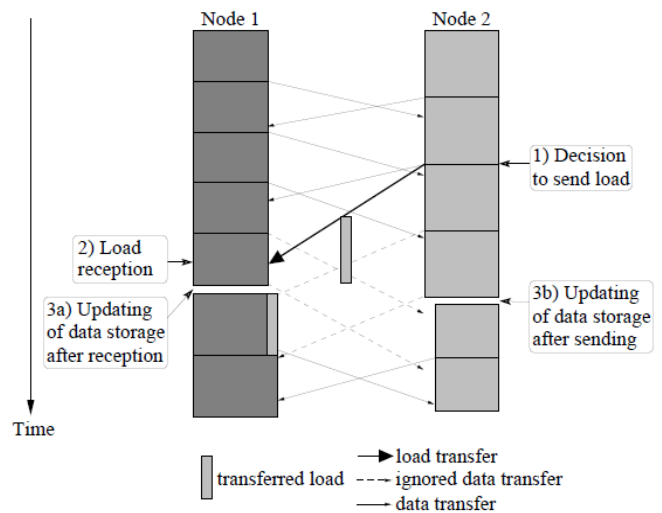 Node 1
Node 2
1) Decision
to send load
2) Load
reception
3a) Updating
of data storage
after reception
3b) Updating
of data storage
after sending
Time
transferred load
load transfer
ignored data transfer
data transfer